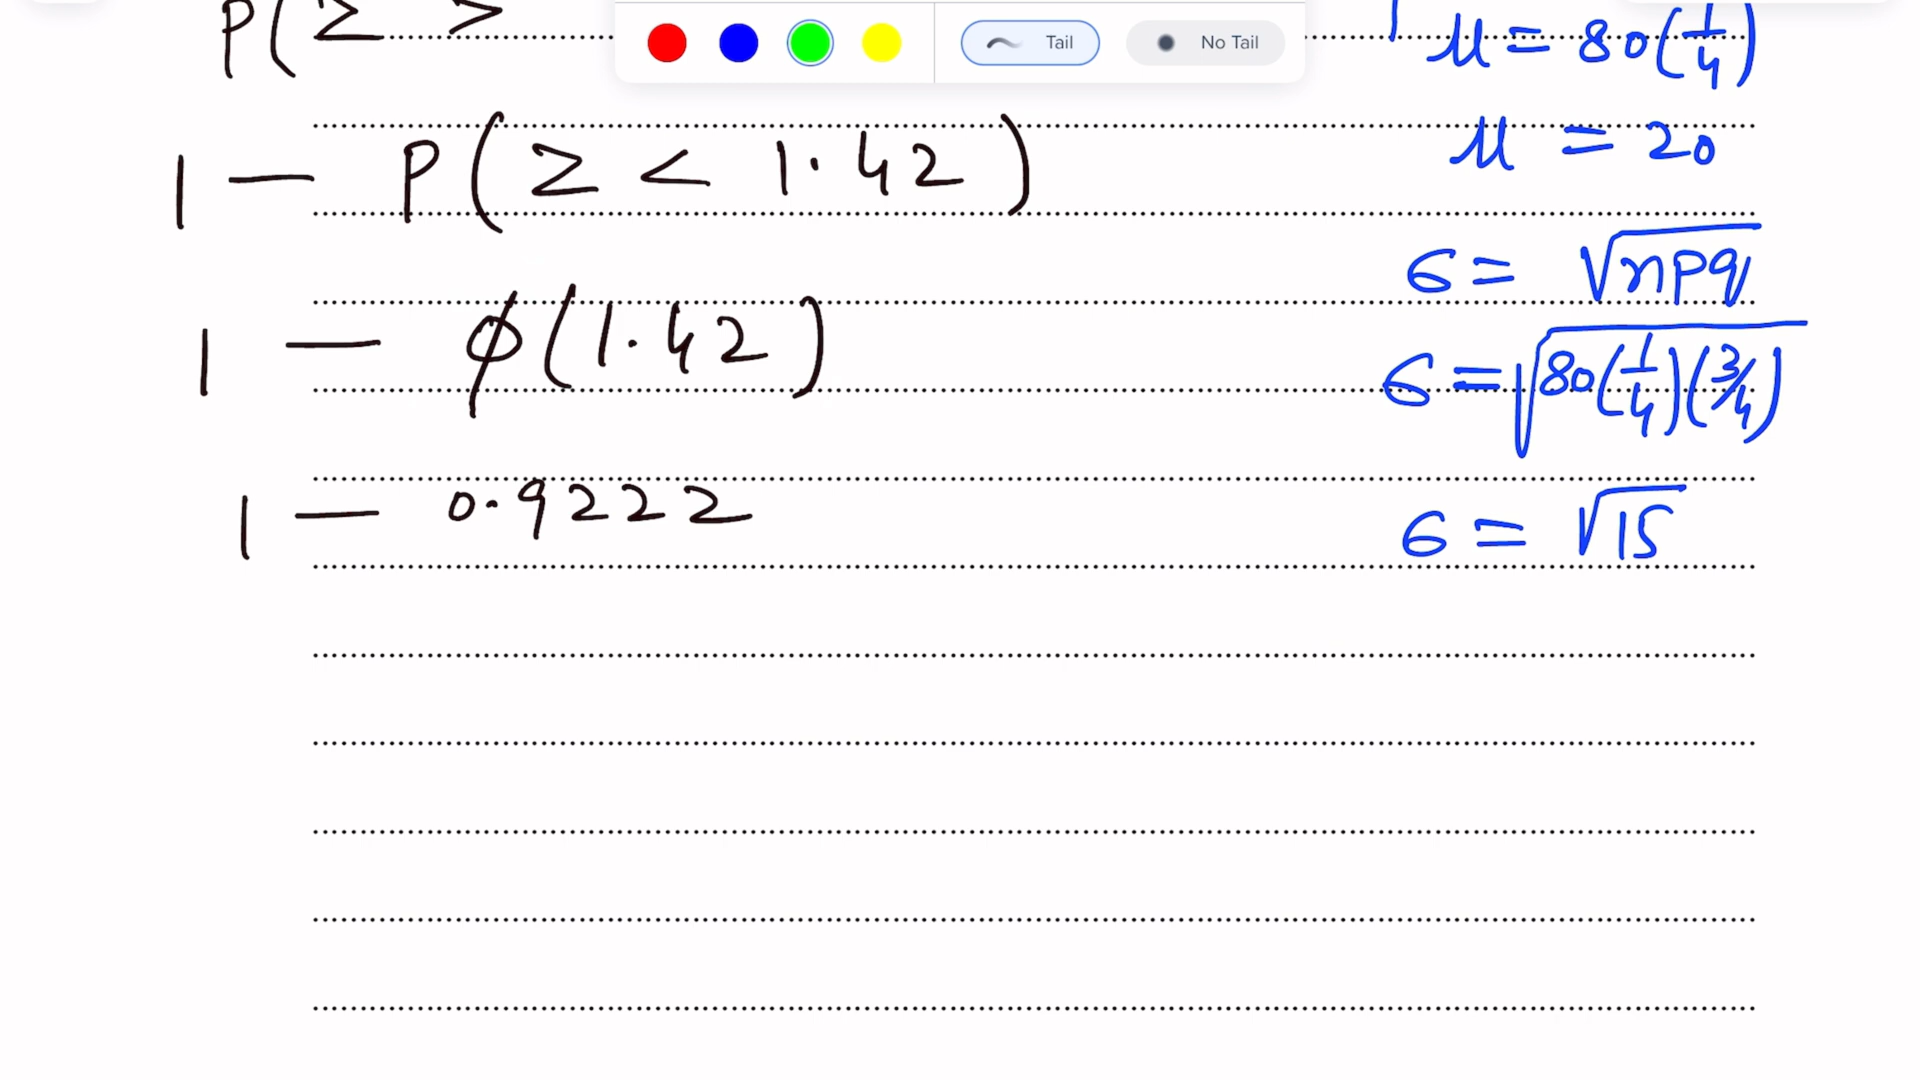 P(Z >
Tail
No Tail
μ = 80(1/4)
1 — P(Z < 1.42)
μ = 20
σ = √npq
1 — φ(1.42)
σ = √80(1/4)(3/4)
1 — 0.9222
σ = √15